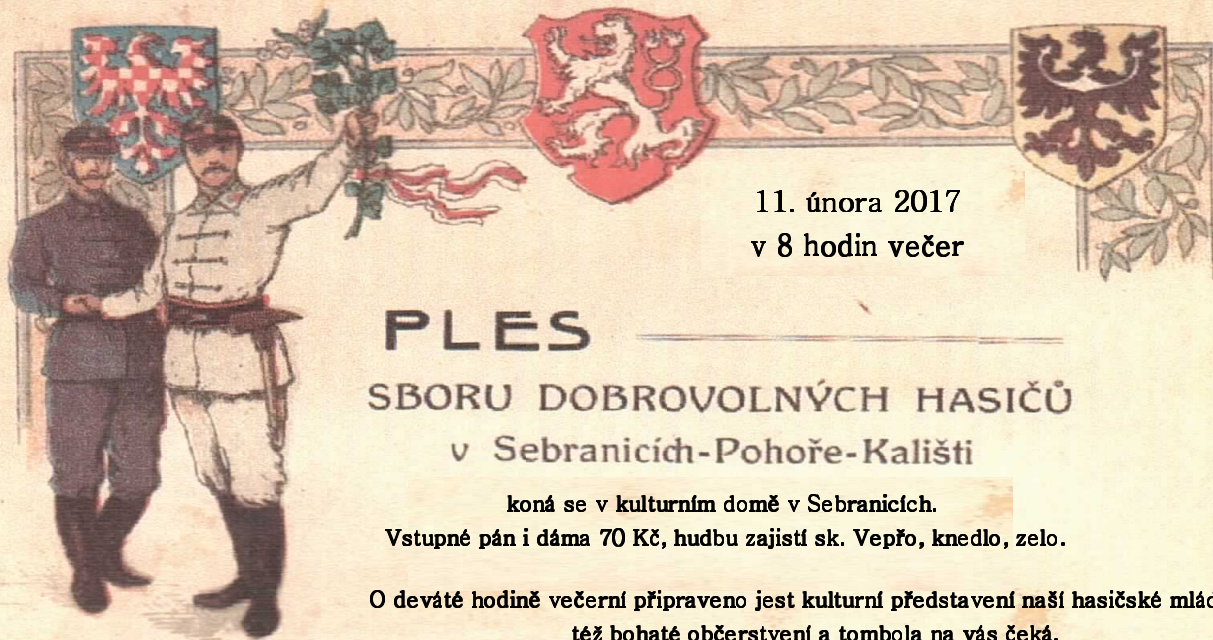 11. února 2017
v 8 hodin večer
PLES
SBORU DOBROVOLNÝCH HASIČŮ
v Sebranicích-Pohoře-Kališti
koná se v kulturním domě v Sebranicích.
Vstupné pán i dáma 70 Kč, hudbu zajistí sk. Vepřo, knedlo, zelo.
O deváté hodině večerní připraveno jest kulturní představení naší hasičské
též bohaté občerstvení a tombola na vás čeká.